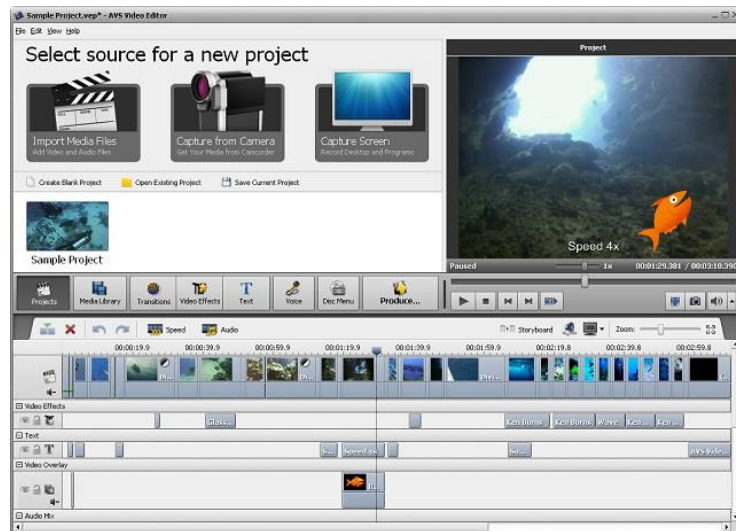 Sample Project.vep* - AVS Video Editor
File Edit View Help
Select source for a new project
Import Media Files
Add Video and Audio Files
Capture from Camera
Get Your Media from Camcorder
Capture Screen
Record Desktop and Programs
Create Blank Project
Open Existing Project
Save Current Project
Sample Project
Project
Speed 4x
Paused
1x
00:01:29.381 / 00:03:10.390
Projects
Media Library
Transitions
Video Effects
Text
Voice
Disc Menu
Produce...
Speed
Audio
Storyboard
Zoom:
00:00:19.9 00:00:39.9 00:00:59.9 00:01:19.9 00:01:39.9 00:01:59.9 00:02:19.8 00:02:39.8 00:02:59.8
Video Effects
Ken Burns Ken Burns Wave Ken... Ken...
Text
S... Speed 4x So... AVS Vide...
Video Overlay
Audio Mix